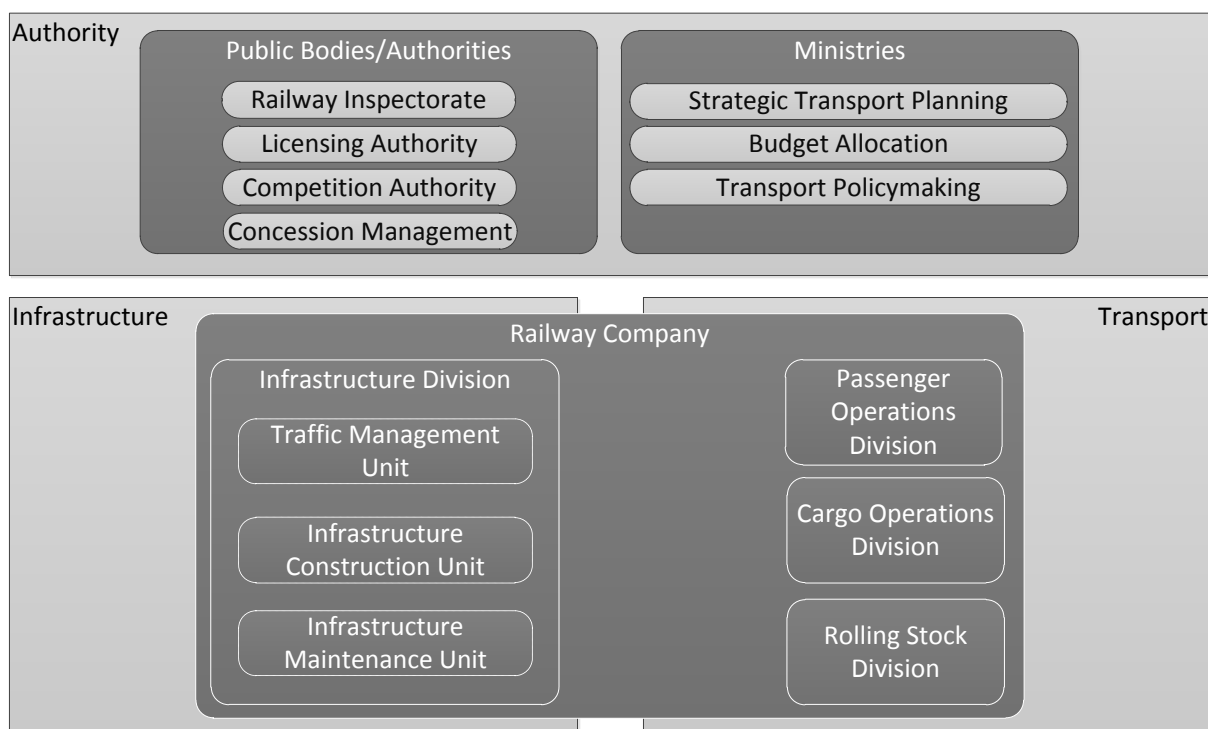 Authority
Public Bodies/Authorities
Railway Inspectorate
Licensing Authority
Competition Authority
Concession Management
Ministries
Strategic Transport Planning
Budget Allocation
Transport Policymaking
Infrastructure
Transport
Railway Company
Infrastructure Division
Traffic Management
Unit
Infrastructure
Construction Unit
Infrastructure
Maintenance Unit
Passenger
Operations
Division
Cargo Operations
Division
Rolling Stock
Division